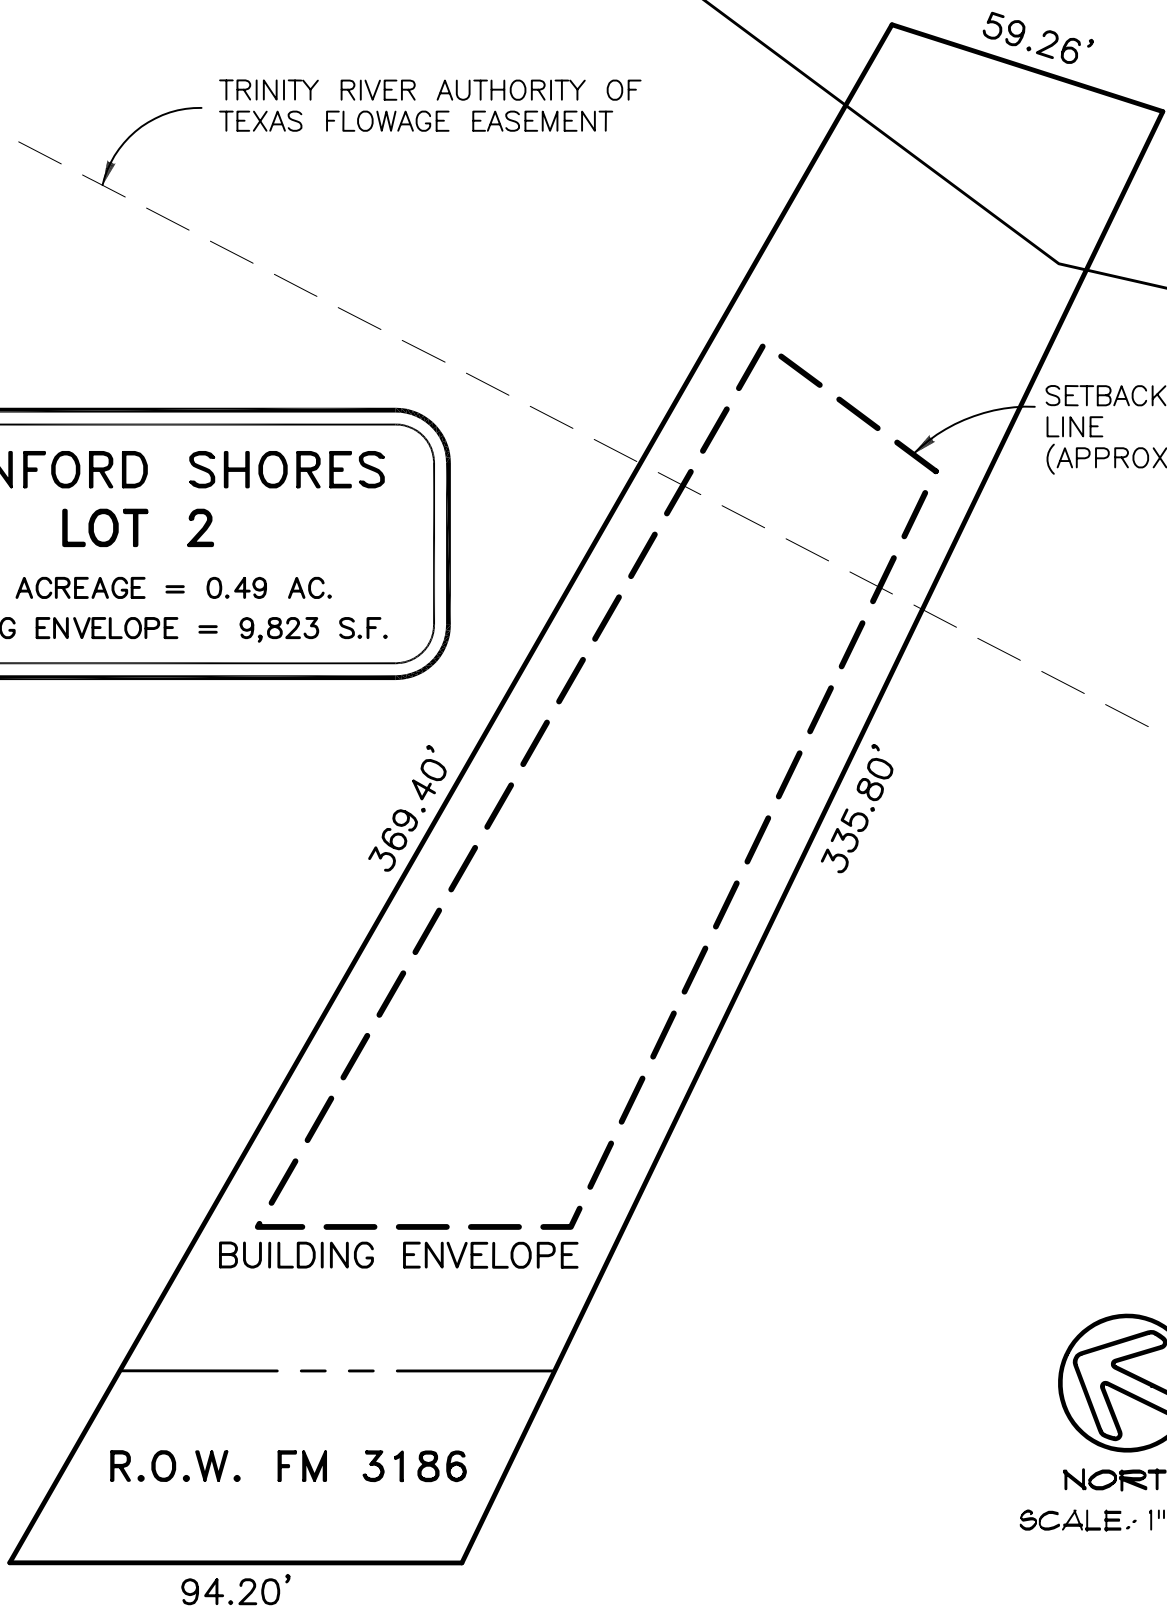 59.26’
TRINITY RIVER AUTHORITY OF
TEXAS FLOWAGE EASEMENT
SETBACK
LINE
(APPROX
NFORD SHORES
LOT 2
ACREAGE = 0.49 AC.
G ENVELOPE = 9,823 S.F.
369.40’
335.80’
BUILDING ENVELOPE
R.O.W. FM 3186
NORT
SCALE: 1"
94.20’